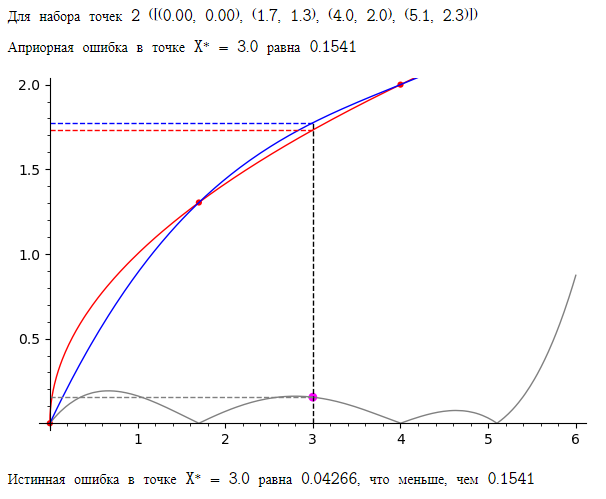 Для набора точек 2 ([(0.00, 0.00), (1.7, 1.3), (4.0, 2.0), (5.1, 2.3)])
Априорная ошибка в точке X* = 3.0 равна 0.1541
2.0
1.5
1.0
0.5
1 2 3 4 5 6
Истинная ошибка в точке X* = 3.0 равна 0.04266, что меньше, чем 0.1541